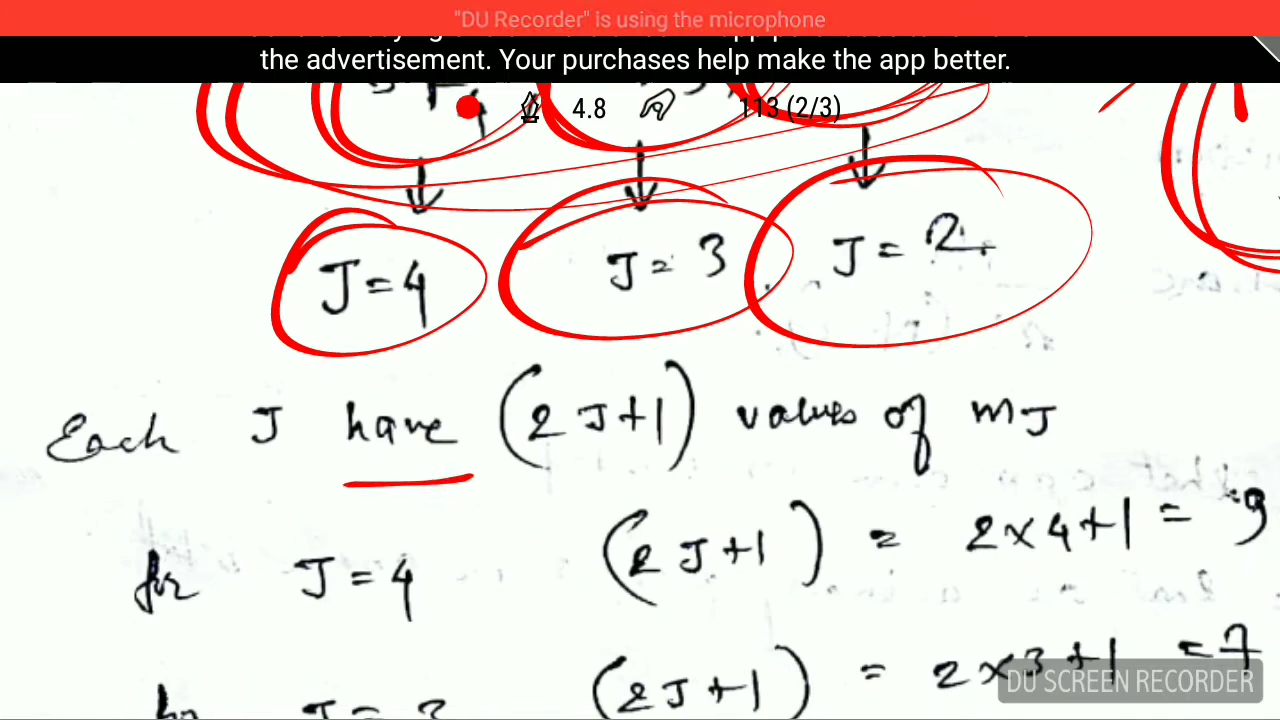 "DU Recorder" is using the microphone
the advertisement. Your purchases help make the app better.
4.8 113 (2/3)
J = 4 J = 3 J = 2
Each J have (2J+1) values of mJ
for J = 4 (2J+1) = 2×4+1 = 9
for J = 3 (2J+1) = 2×3+1 = 7
DU SCREEN RECORDER